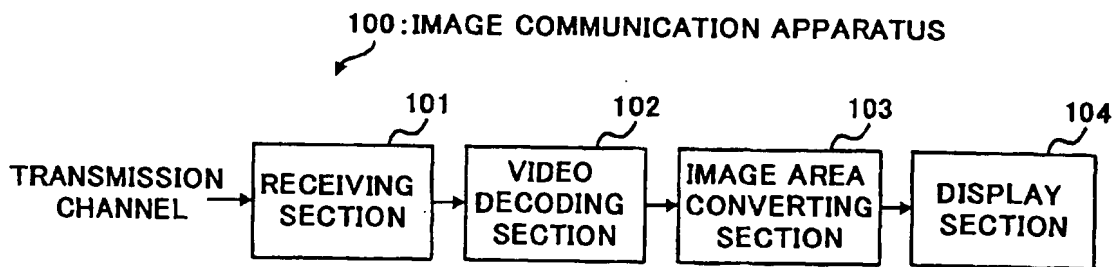 100:IMAGE COMMUNICATION APPARATUS
101
102
103
104
TRANSMISSION
CHANNEL
RECEIVING
SECTION
VIDEO
DECODING
SECTION
IMAGE AREA
CONVERTING
SECTION
DISPLAY
SECTION